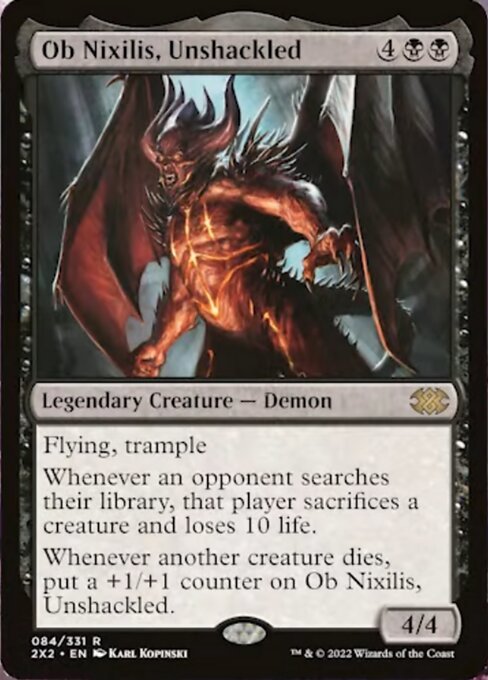 Ob Nixilis, Unshackled 4
Legendary Creature — Demon
Flying, trample
Whenever an opponent searches
their library, that player sacrifices a
creature and loses 10 life.
Whenever another creature dies,
put a +1/+1 counter on Ob Nixilis,
Unshackled.
4/4
084/331 R
2X2 • EN Karl Kopinski
™ & © 2022 Wizards of the Coast